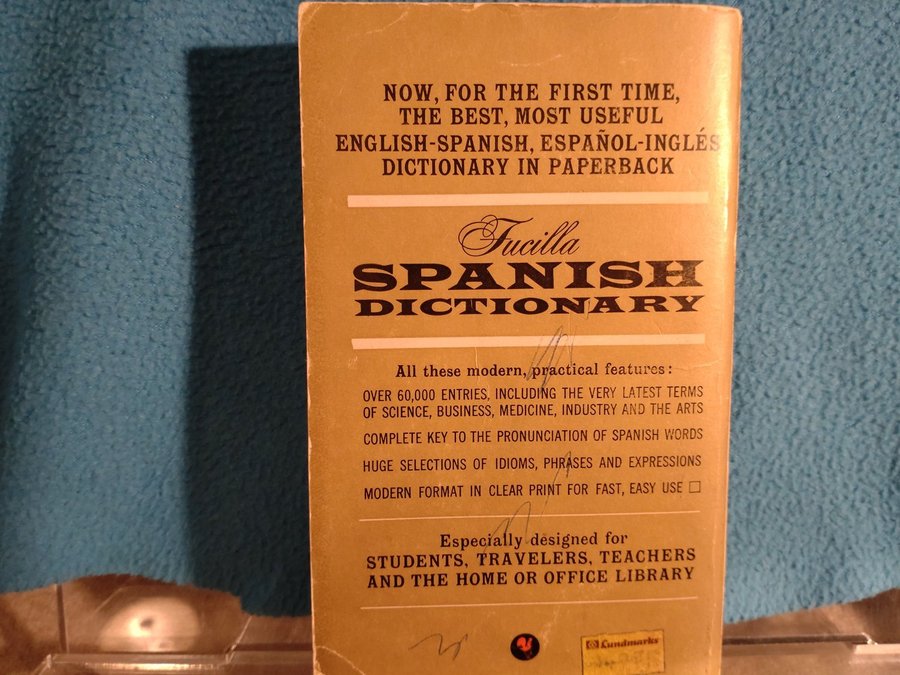 NOW, FOR THE FIRST TIME,
THE BEST, MOST USEFUL
ENGLISH-SPANISH, ESPAÑOL-INGLÉS
DICTIONARY IN PAPERBACK
Fucilla
SPANISH
DICTIONARY
All these modern, practical features:
OVER 60,000 ENTRIES, INCLUDING THE VERY LATEST TERMS
OF SCIENCE, BUSINESS, MEDICINE, INDUSTRY AND THE ARTS
COMPLETE KEY TO THE PRONUNCIATION OF SPANISH WORDS
HUGE SELECTIONS OF IDIOMS, PHRASES AND EXPRESSIONS
MODERN FORMAT IN CLEAR PRINT FOR FAST, EASY USE
Especially designed for
STUDENTS, TRAVELERS, TEACHERS
AND THE HOME OR OFFICE LIBRARY
Lundmarks